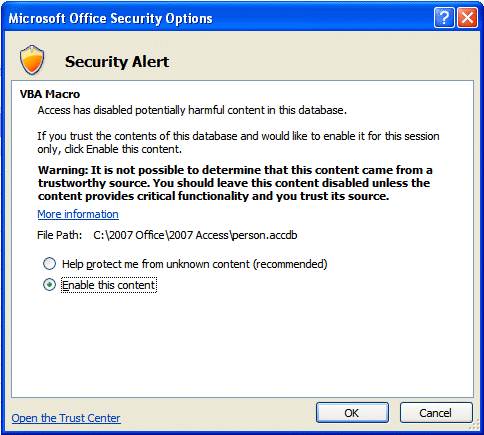 Microsoft Office Security Options
Security Alert
VBA Macro
Access has disabled potentially harmful content in this database.
If you trust the contents of this database and would like to enable it for this session
only, click Enable this content.
Warning: It is not possible to determine that this content came from a
trustworthy source. You should leave this content disabled unless the
content provides critical functionality and you trust its source.
More information
File Path: C:\2007 Office\2007 Access\person.accdb
Help protect me from unknown content (recommended)
Enable this content
Open the Trust Center
OK
Cancel